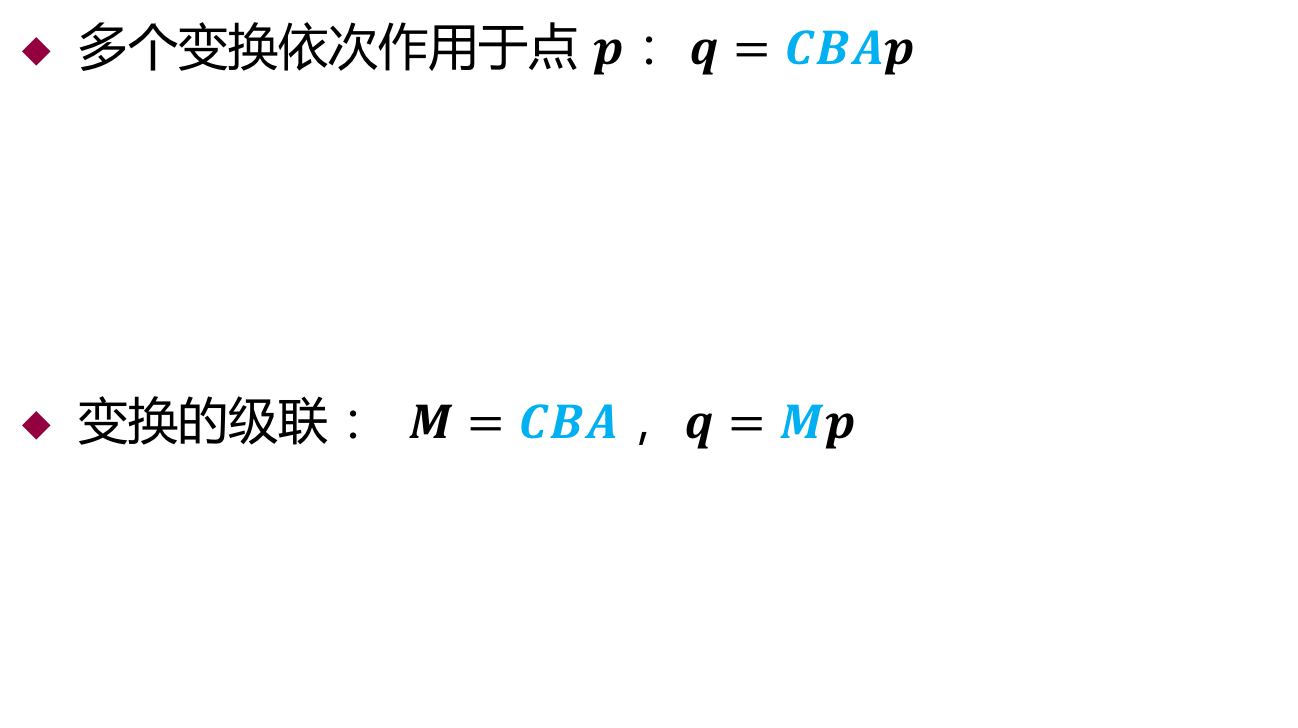 ◆ 多个变换依次作用于点 p： q = CBAp
◆ 变换的级联： M = CBA，q = Mp